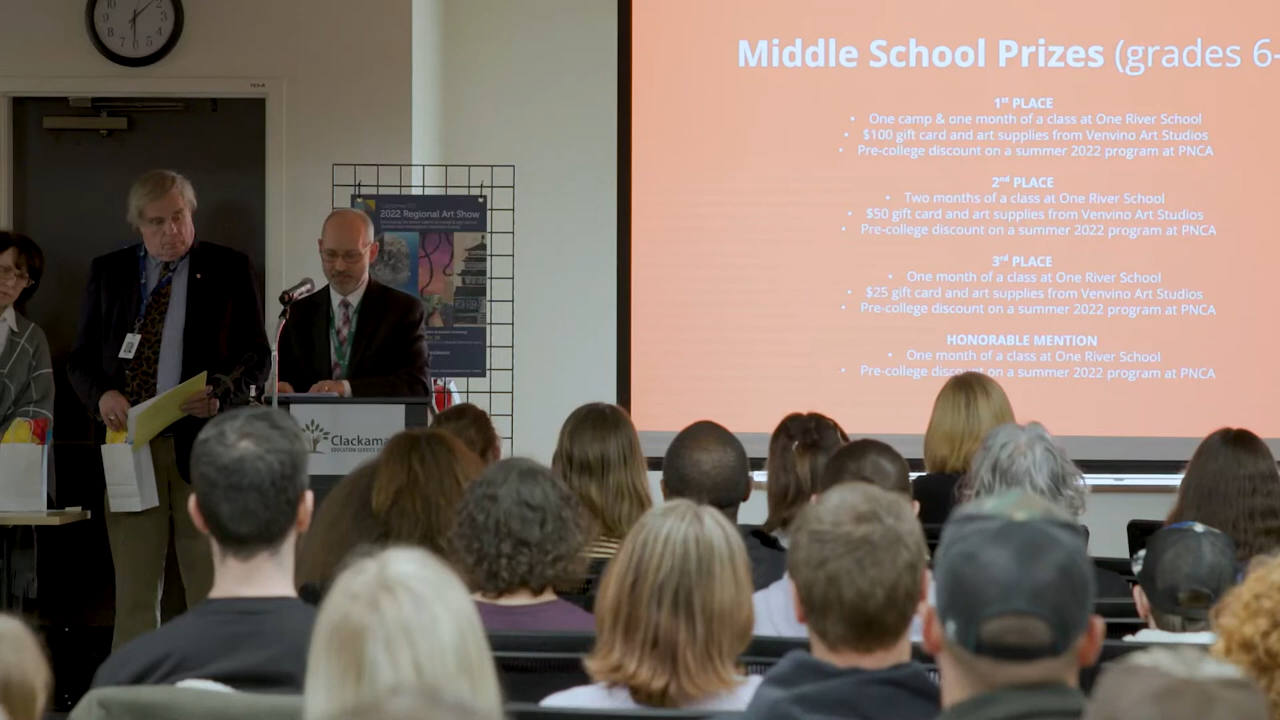 Middle School Prizes (grades 6-
1st PLACE
• One camp & one month of a class at One River School
• $100 gift card and art supplies from Venvino Art Studios
• Pre-college discount on a summer 2022 program at PNCA
2nd PLACE
• Two months of a class at One River School
• $50 gift card and art supplies from Venvino Art Studios
• Pre-college discount on a summer 2022 program at PNCA
3rd PLACE
• One month of a class at One River School
• $25 gift card and art supplies from Venvino Art Studios
• Pre-college discount on a summer 2022 program at PNCA
HONORABLE MENTION
• One month of a class at One River School
• Pre-college discount on a summer 2022 program at PNCA
2022 Regional Art Show
Clackama
EDUCATION SERVICE